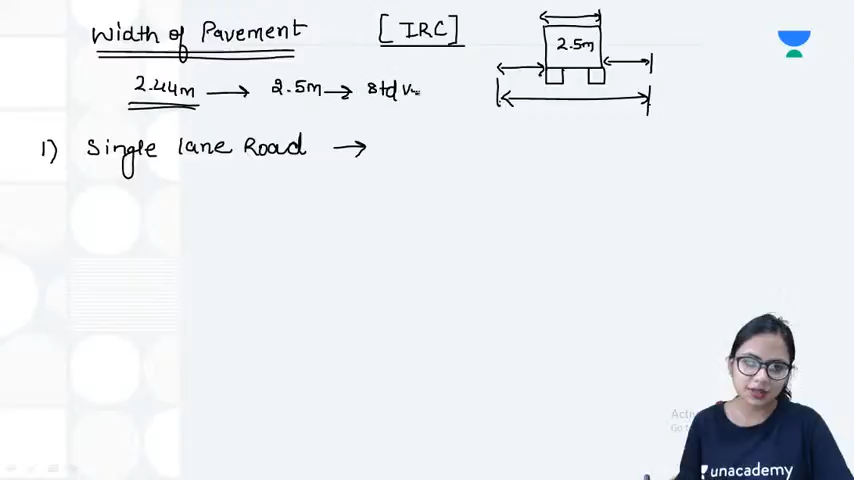 Width of Pavement [IRC]
2.5m
2.44m → 2.5m → std v
1) Single lane Road →
unacademy